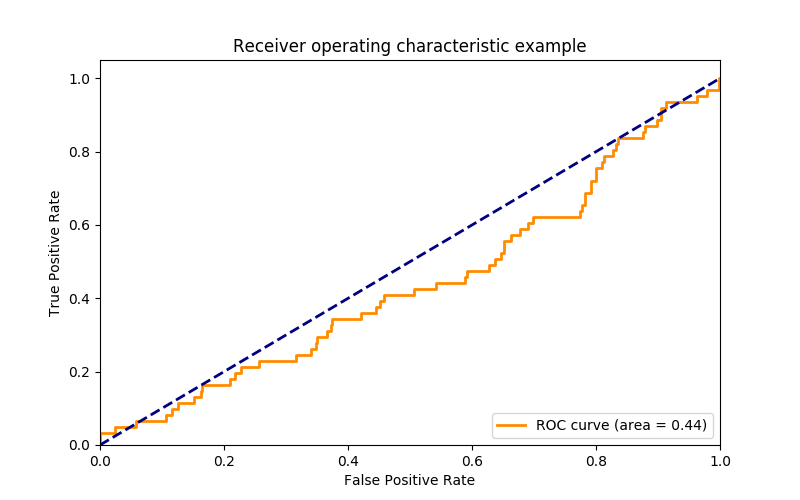 Receiver operating characteristic example
True Positive Rate
1.0
0.8
0.6
0.4
0.2
0.0
ROC curve (area = 0.44)
0.0 0.2 0.4 0.6 0.8 1.0
False Positive Rate